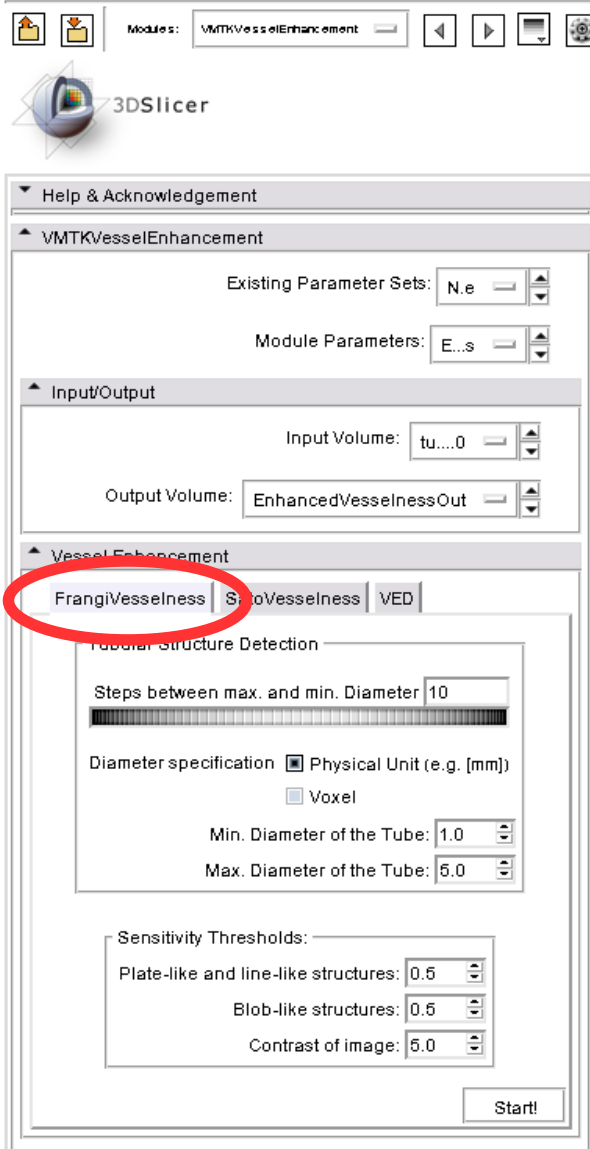 Modules: VMTKVesselEnhancement
3DSlicer
Help & Acknowledgement
VMTKVesselEnhancement
Existing Parameter Sets: N.e
Module Parameters: E...s
Input/Output
Input Volume: tu....0
Output Volume: EnhancedVesselnessOut
Vessel Enhancement
FrangiVesselness SatoVesselness VED
Tubular Structure Detection
Steps between max. and min. Diameter 10
Diameter specification Physical Unit (e.g. [mm])
Voxel
Min. Diameter of the Tube: 1.0
Max. Diameter of the Tube: 5.0
Sensitivity Thresholds:
Plate-like and line-like structures: 0.5
Blob-like structures: 0.5
Contrast of image: 5.0
Start!